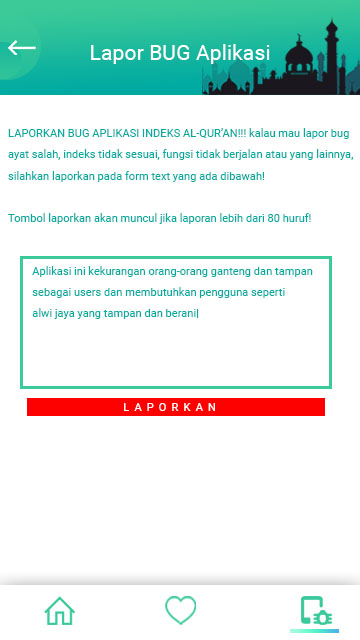 Lapor BUG Aplikasi
LAPORKAN BUG APLIKASI INDEKS AL-QUR'AN!!! kalau mau lapor bug
ayat salah, indeks tidak sesuai, fungsi tidak berjalan atau yang lainnya,
silahkan laporkan pada form text yang ada dibawah!
Tombol laporkan akan muncul jika laporan lebih dari 80 huruf!
Aplikasi ini kekurangan orang-orang ganteng dan tampan
sebagai users dan membutuhkan pengguna seperti
alwi jaya yang tampan dan berani
LAPORKAN